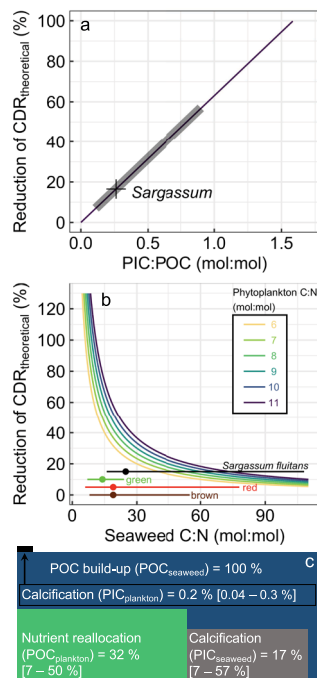 a
100
80
60
40
20
0
Reduction of CDRtheoretical (%)
Sargassum
0.0 0.5 1.0 1.5
PIC:POC (mol:mol)
b
Phytoplankton C:N
(mol:mol)
6
7
8
9
10
11
120
100
80
60
40
20
0
Reduction of CDRtheoretical (%)
Sargassum fluitans
green
red
brown
0 30 60 90
Seaweed C:N (mol:mol)
c
POC build-up (POCseaweed) = 100 %
Calcification (PICplankton) = 0.2 % [0.04 – 0.3 %]
Nutrient reallocation
(POCplankton) = 32 %
[7 – 50 %]
Calcification
(PICseaweed) = 17 %
[7 – 57 %]